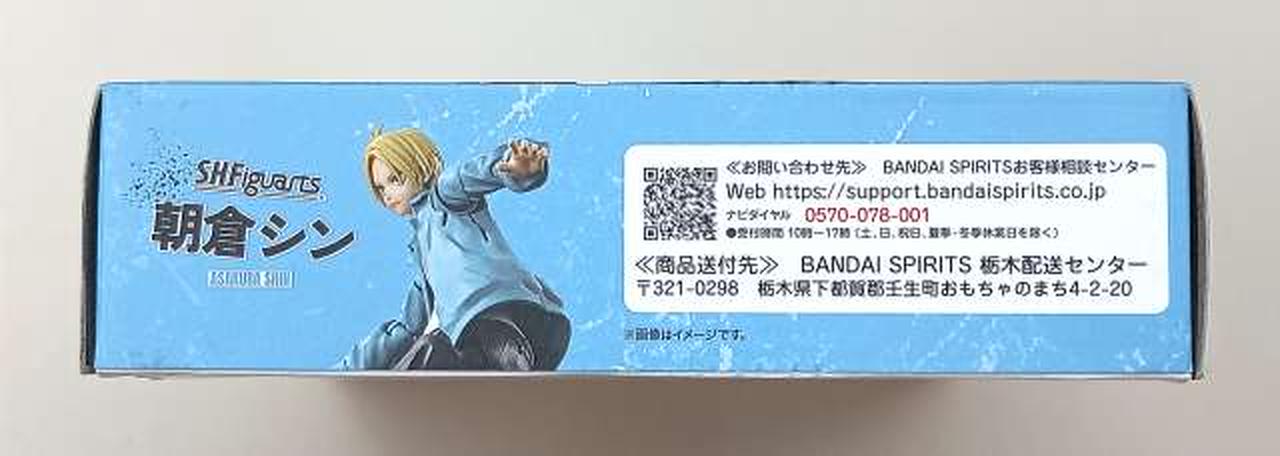 S.H.Figuarts
朝倉シン
ASAKURA SHIN
≪お問い合わせ先≫ BANDAI SPIRITSお客様相談センター
Web https://support.bandaispirits.co.jp
ナビダイヤル 0570-078-001
●受付時間 10時ー17時 (土、日、祝日、夏季・冬季休業日を除く)
≪商品送付先≫ BANDAI SPIRITS 栃木配送センター
〒321-0298 栃木県下都賀郡壬生町おもちゃのまち4-2-20
※画像はイメージです。